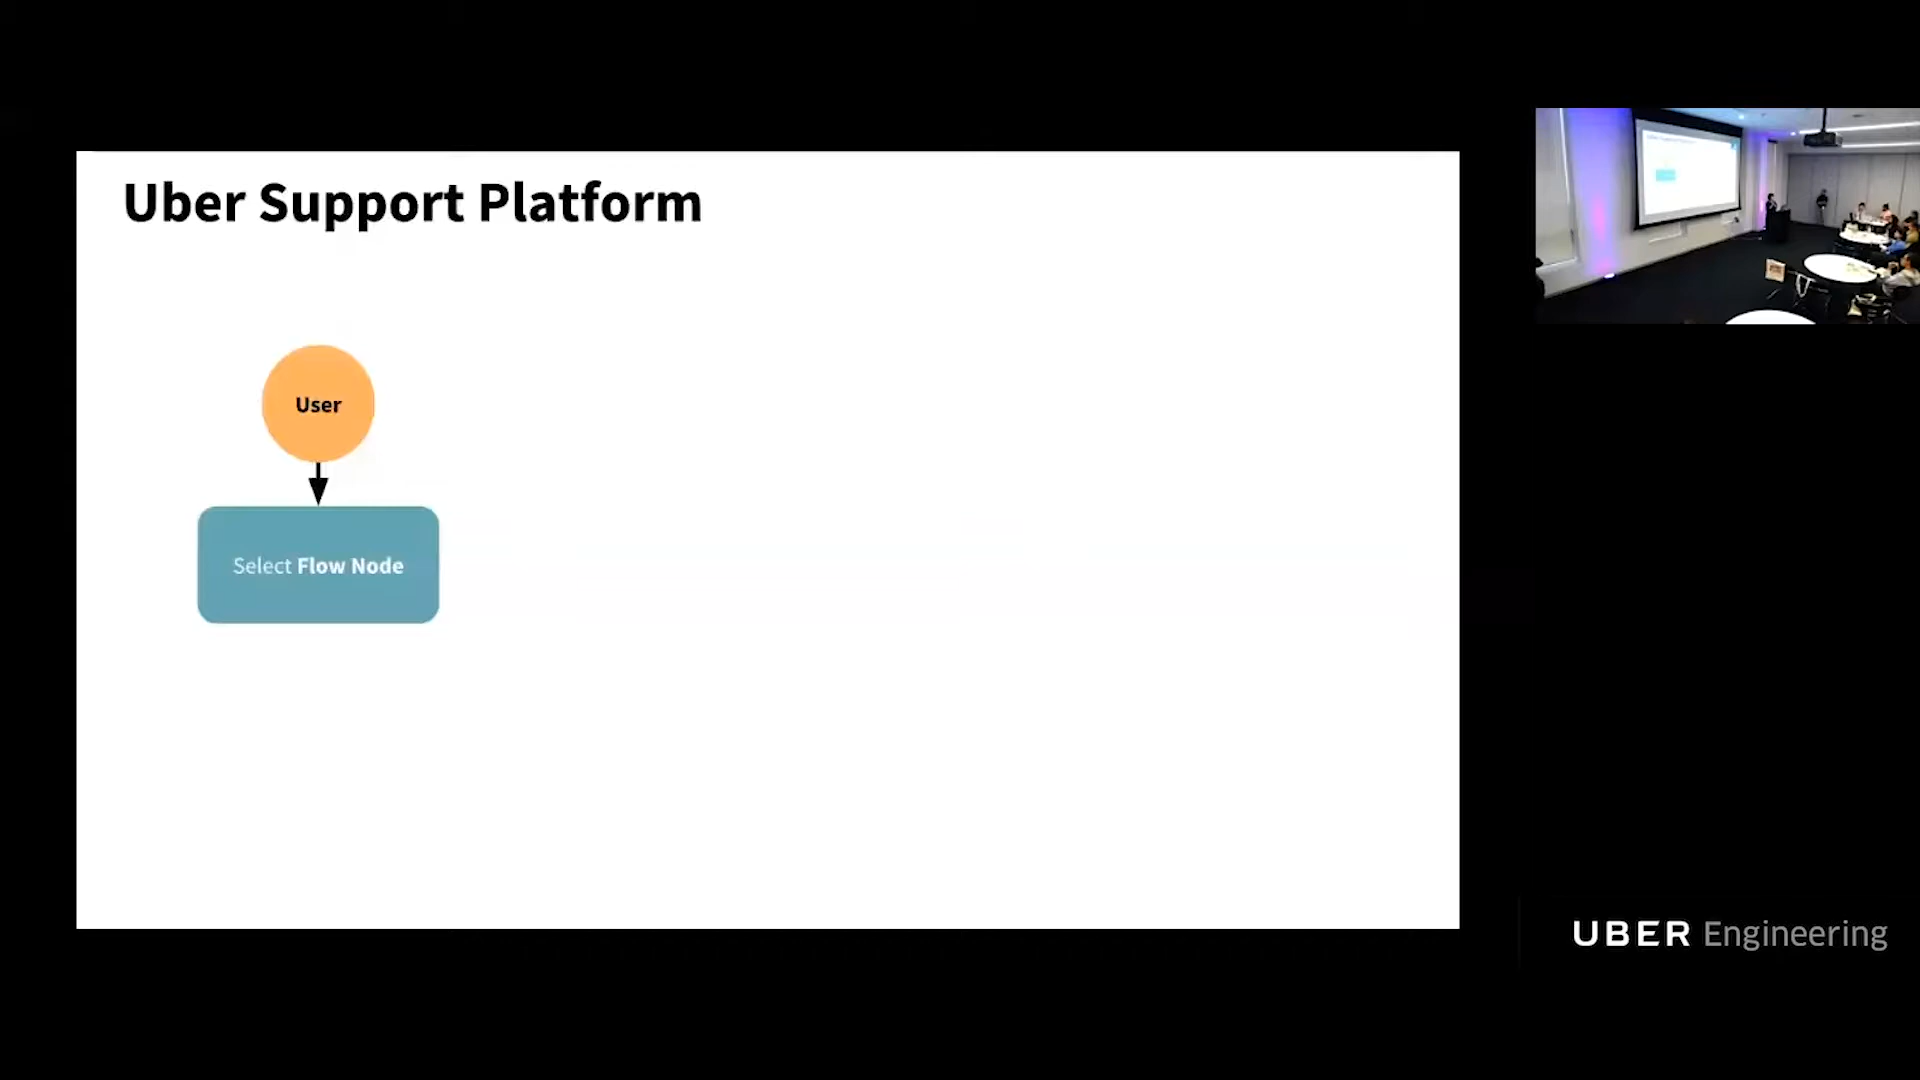 Uber Support Platform
User
Select Flow Node
UBER Engineering